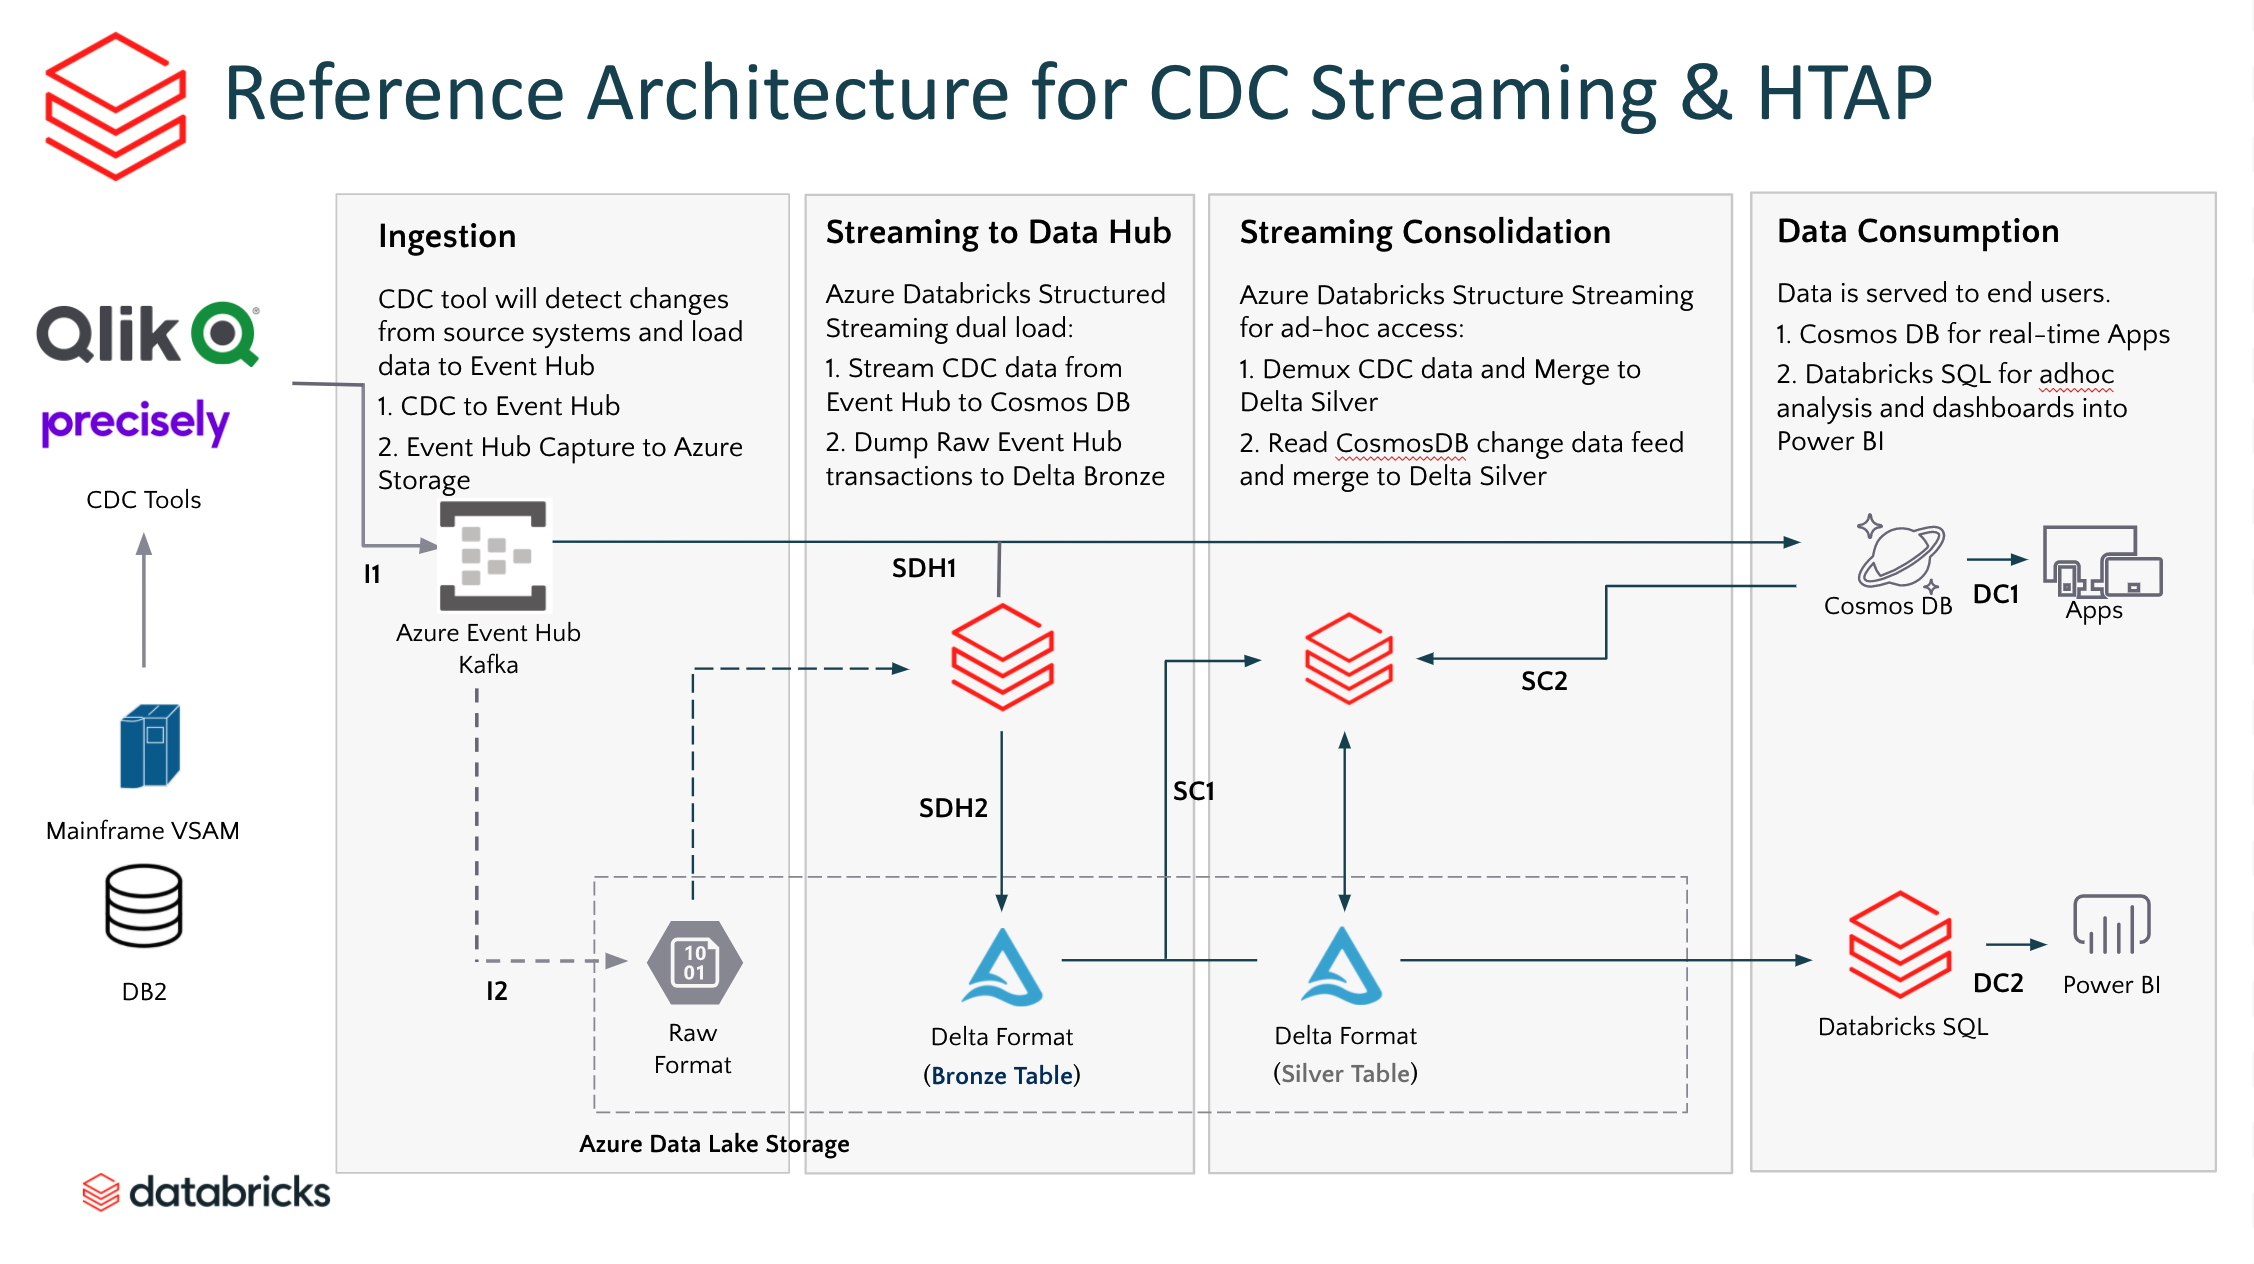 Reference Architecture for CDC Streaming & HTAP
Qlik
precisely
CDC Tools
Mainframe VSAM
DB2
Ingestion
CDC tool will detect changes
from source systems and load
data to Event Hub
1. CDC to Event Hub
2. Event Hub Capture to Azure
Storage
I1
Azure Event Hub
Kafka
I2
10
01
Raw
Format
Azure Data Lake Storage
Streaming to Data Hub
Azure Databricks Structured
Streaming dual load:
1. Stream CDC data from
Event Hub to Cosmos DB
2. Dump Raw Event Hub
transactions to Delta Bronze
SDH1
SDH2
Delta Format
(Bronze Table)
Streaming Consolidation
Azure Databricks Structure Streaming
for ad-hoc access:
1. Demux CDC data and Merge to
Delta Silver
2. Read CosmosDB change data feed
and merge to Delta Silver
SC1
SC2
Delta Format
(Silver Table)
Data Consumption
Data is served to end users.
1. Cosmos DB for real-time Apps
2. Databricks SQL for adhoc
analysis and dashboards into
Power BI
Cosmos DB
DC1
Apps
Databricks SQL
DC2
Power BI
databricks